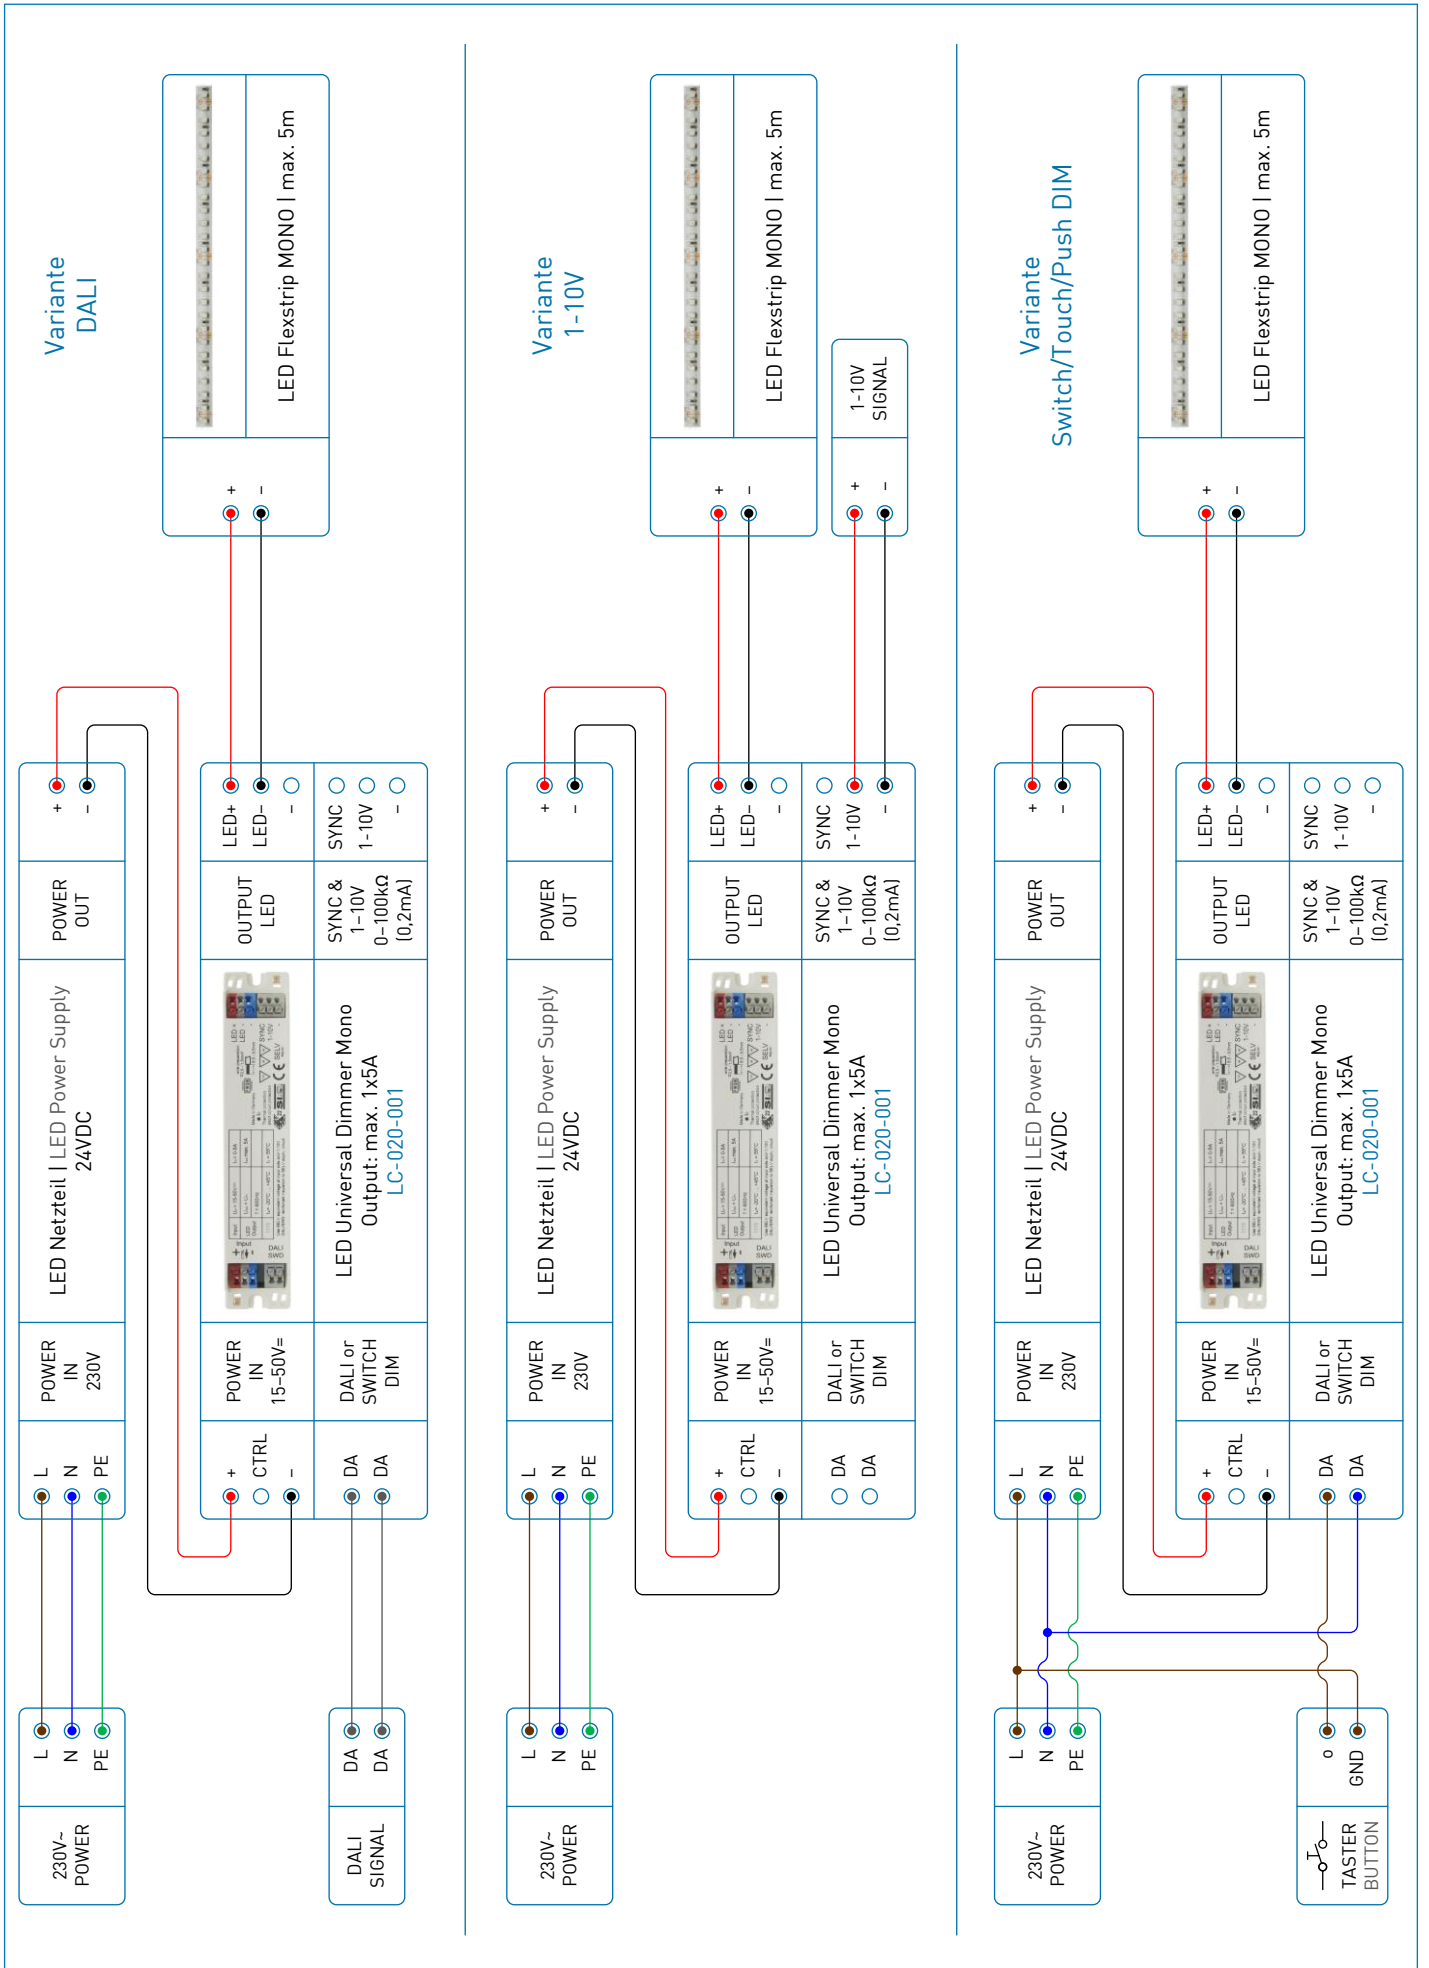 Variante
DALI
230V~
POWER
L
N
PE
POWER
IN
230V
LED Netzteil | LED Power Supply
24VDC
POWER
OUT
+
–
DALI
SIGNAL
DA
DA
+
CTRL
–
DA
DA
POWER
IN
15–50V=
DALI or
SWITCH
DIM
LED Universal Dimmer Mono
Output: max. 1x5A
LC-020-001
OUTPUT
LED
SYNC &
1–10V
0–100kΩ
(0,2mA)
LED+
LED–
–
SYNC
1-10V
–
+
–
LED Flexstrip MONO | max. 5m
Variante
1-10V
230V~
POWER
L
N
PE
L
N
PE
POWER
IN
230V
LED Netzteil | LED Power Supply
24VDC
POWER
OUT
+
–
+
CTRL
–
DA
DA
POWER
IN
15–50V=
DALI or
SWITCH
DIM
LED Universal Dimmer Mono
Output: max. 1x5A
LC-020-001
OUTPUT
LED
SYNC &
1–10V
0–100kΩ
(0,2mA)
LED+
LED–
–
SYNC
1-10V
–
+
–
LED Flexstrip MONO | max. 5m
+
–
1-10V
SIGNAL
Variante
Switch/Touch/Push DIM
230V~
POWER
L
N
PE
L
N
PE
POWER
IN
230V
LED Netzteil | LED Power Supply
24VDC
POWER
OUT
+
–
TASTER
BUTTON
o
GND
+
CTRL
–
DA
DA
POWER
IN
15–50V=
DALI or
SWITCH
DIM
LED Universal Dimmer Mono
Output: max. 1x5A
LC-020-001
OUTPUT
LED
SYNC &
1–10V
0–100kΩ
(0,2mA)
LED+
LED–
–
SYNC
1-10V
–
+
–
LED Flexstrip MONO | max. 5m